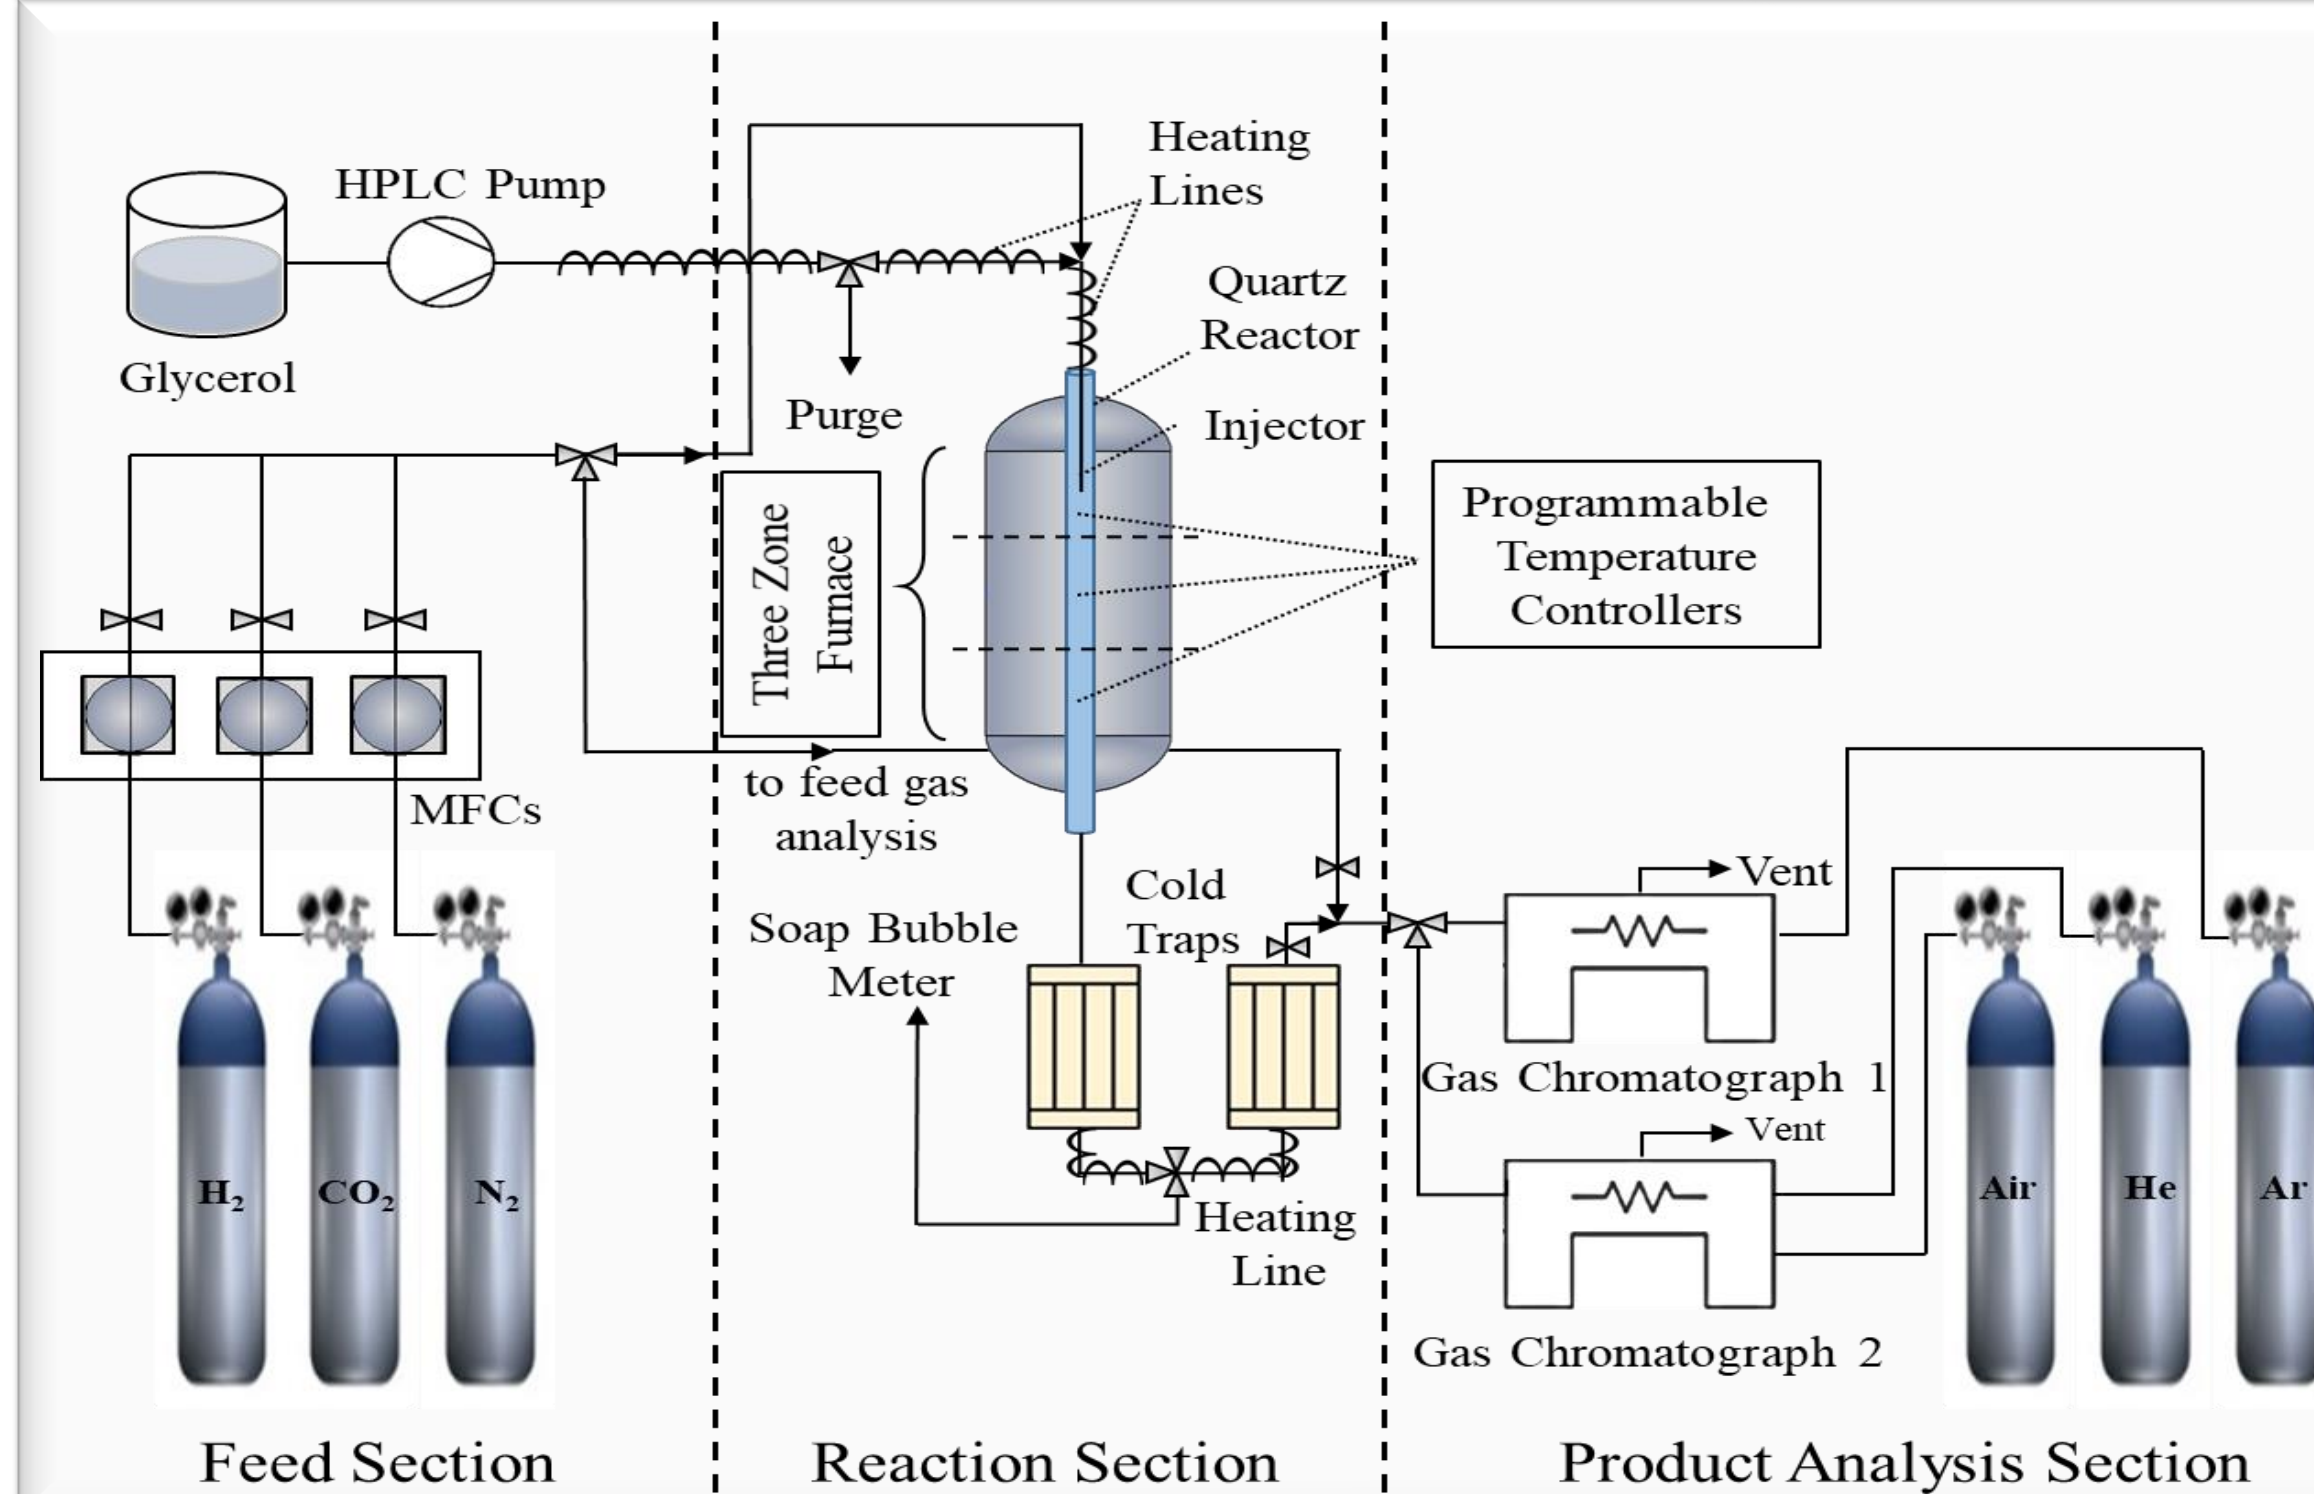 HPLC Pump
Glycerol
Heating
Lines
Quartz
Reactor
Injector
Purge
Three Zone
Furnace
Programmable
Temperature
Controllers
MFCs
to feed gas
analysis
Soap Bubble
Meter
Cold
Traps
Heating
Line
Vent
Gas Chromatograph 1
Vent
Gas Chromatograph 2
H₂
CO₂
N₂
Air
He
Ar
Feed Section
Reaction Section
Product Analysis Section